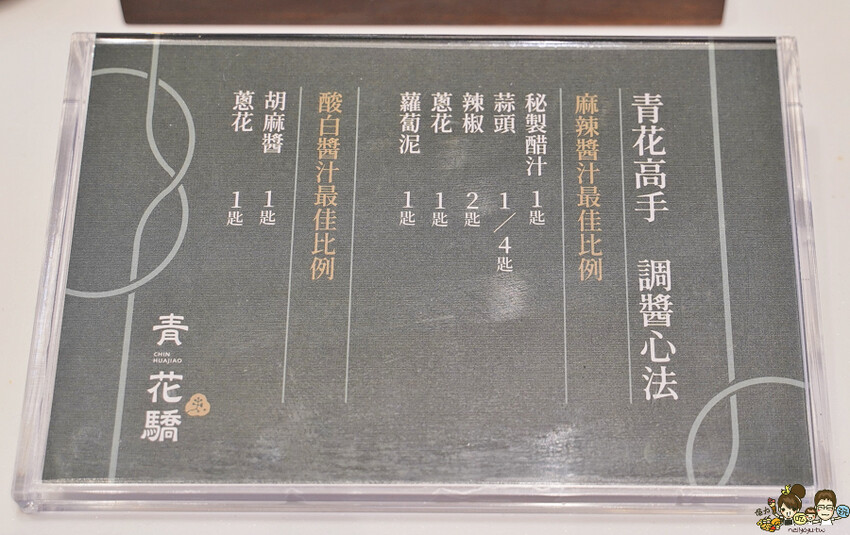 青花高手　調醬心法
麻辣醬汁最佳比例
秘製醋汁　1匙
蒜頭　1／4匙
辣椒　2匙
蔥花　1匙
蘿蔔泥　1匙
酸白醬汁最佳比例
胡麻醬　1匙
蔥花　1匙
青花驕
CHIN
HUAJIAO
neilyoyu.tw